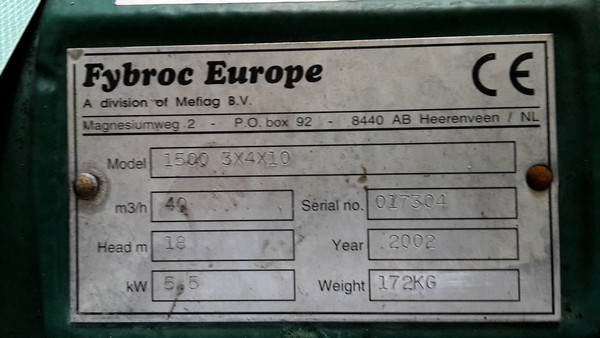 Fybroc Europe CE
A division of Mefiag B.V.
Magnesiumweg 2 - P.O. box 92 - 8440 AB Heerenveen / NL
Model 1500 3X4X10
m3/h 40 Serial no. 017304
Head m 18 Year 2002
kW 5.5 Weight 172KG